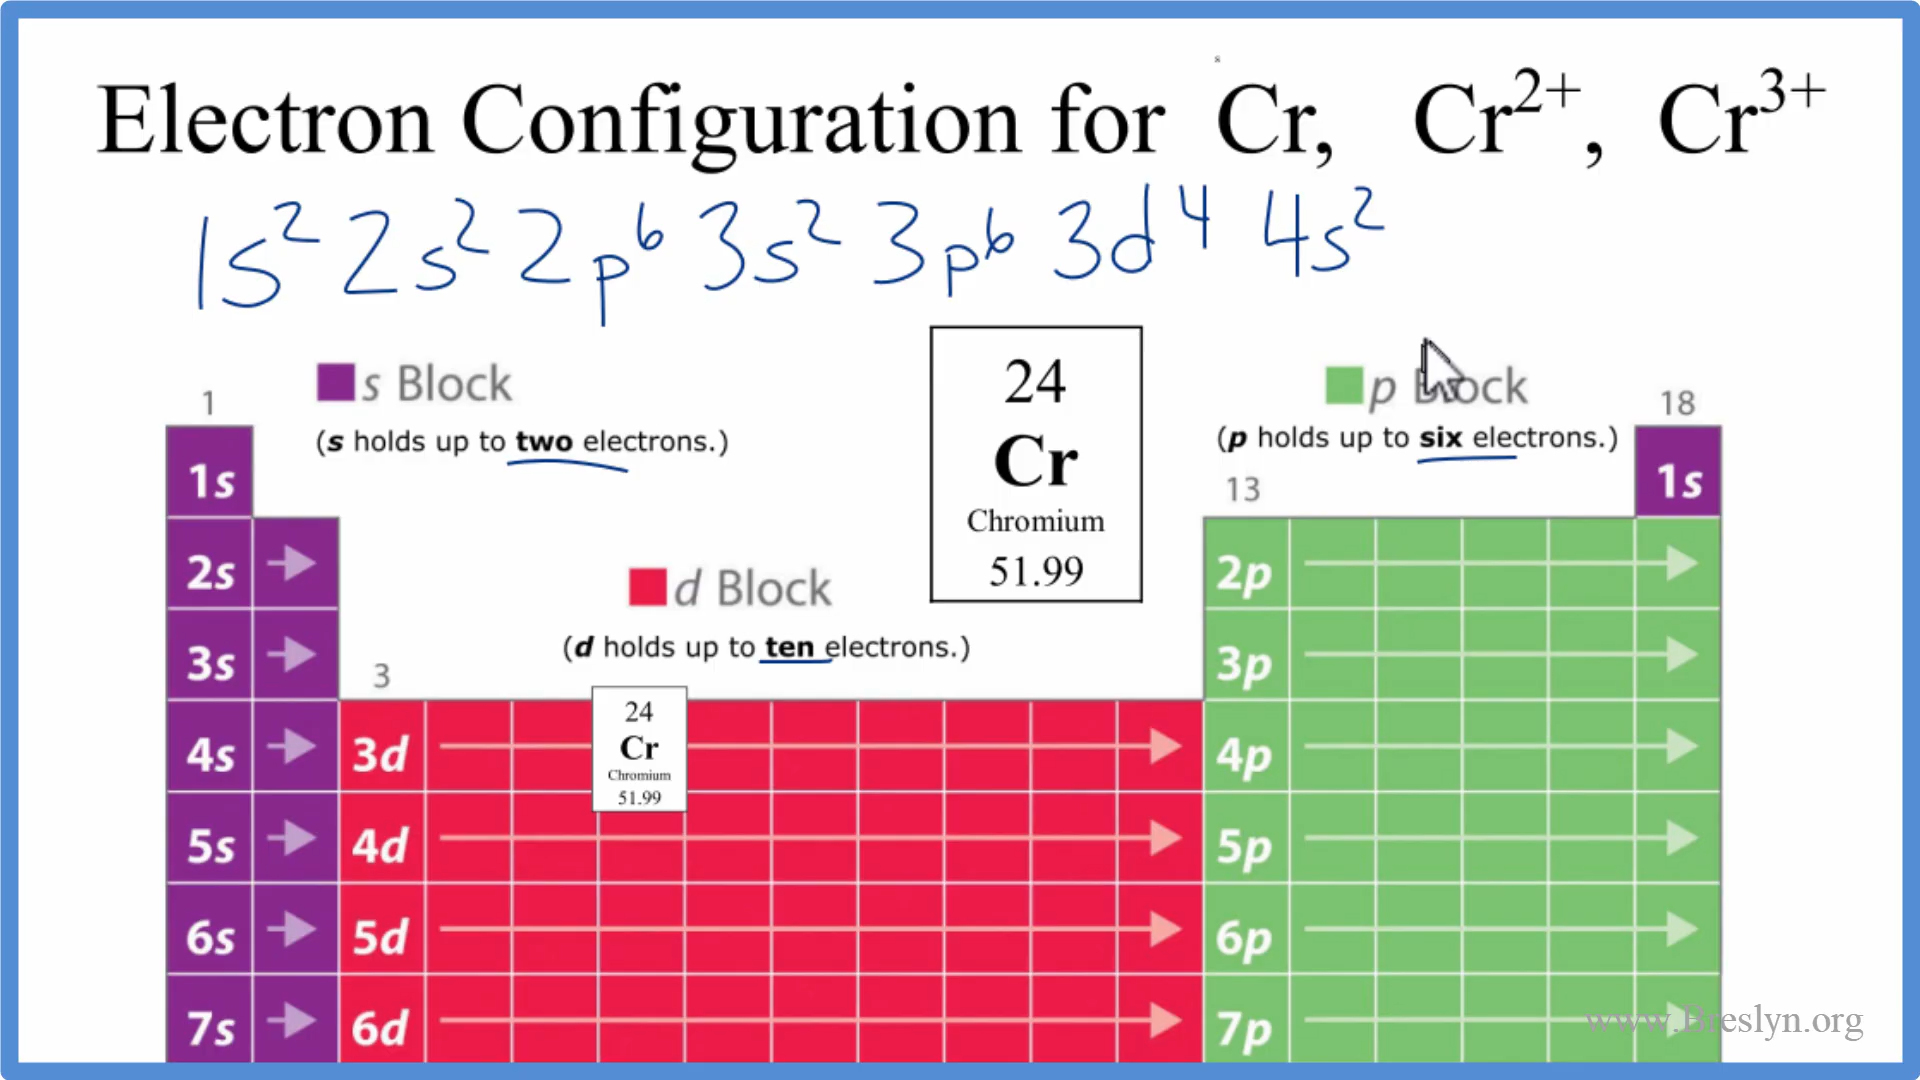 Electron Configuration for Cr, Cr²⁺, Cr³⁺
1s² 2s² 2p⁶ 3s² 3p⁶ 3d⁴ 4s²
1
s Block
(s holds up to two electrons.)
24
Cr
Chromium
51.99
p Block
(p holds up to six electrons.)
13
18
d Block
(d holds up to ten electrons.)
3
24
Cr
Chromium
51.99
1s 1s
2s 2p
3s 3p
4s 3d 4p
5s 4d 5p
6s 5d 6p
7s 6d 7p
www.Breslyn.org